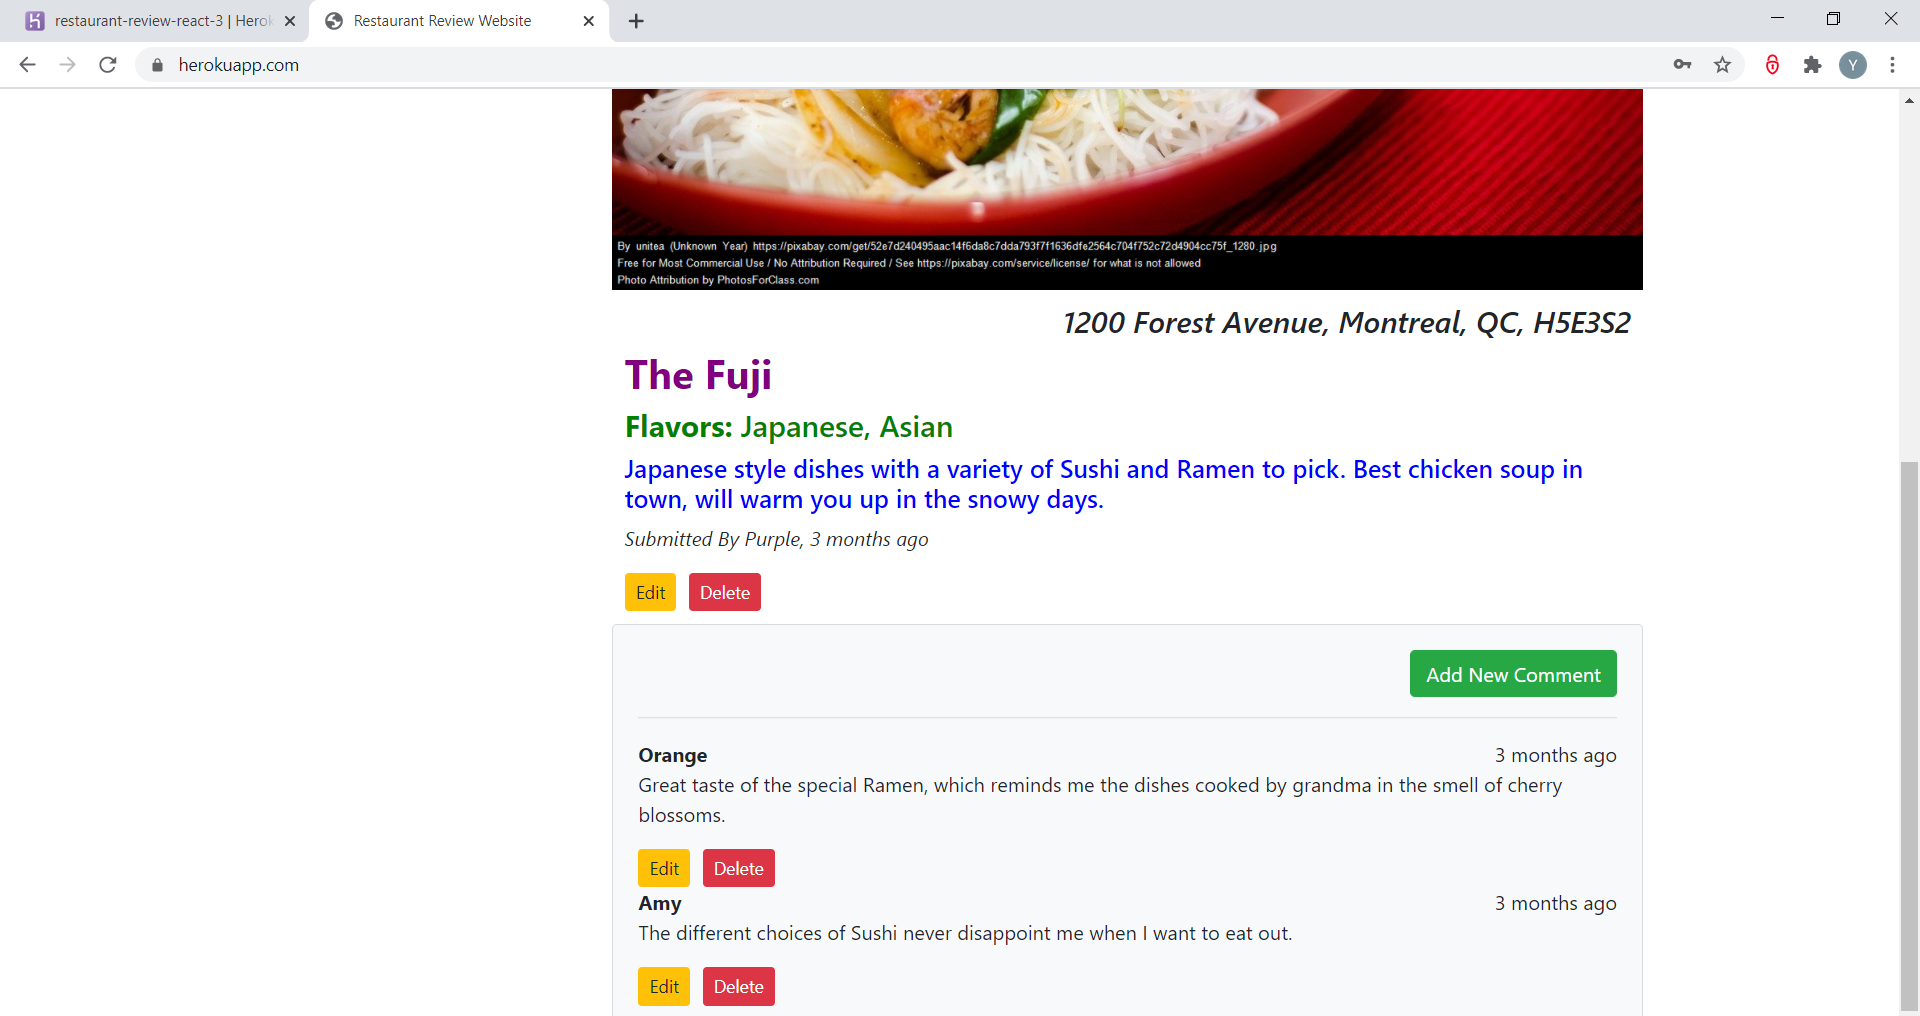 restaurant-review-react-3 | Herok
Restaurant Review Website
herokuapp.com
Y
By unitea (Unknown Year) https://pixabay.com/get/52e7d240495aac14f6da8c7dda793f7f1636dfe2564c704f752c72d4904cc75f_1280.jpg
Free for Most Commercial Use / No Attribution Required / See https://pixabay.com/service/license/ for what is not allowed
Photo Attribution by PhotosForClass.com
1200 Forest Avenue, Montreal, QC, H5E3S2
The Fuji
Flavors: Japanese, Asian
Japanese style dishes with a variety of Sushi and Ramen to pick. Best chicken soup in
town, will warm you up in the snowy days.
Submitted By Purple, 3 months ago
Edit Delete
Add New Comment
Orange 3 months ago
Great taste of the special Ramen, which reminds me the dishes cooked by grandma in the smell of cherry
blossoms.
Edit Delete
Amy 3 months ago
The different choices of Sushi never disappoint me when I want to eat out.
Edit Delete